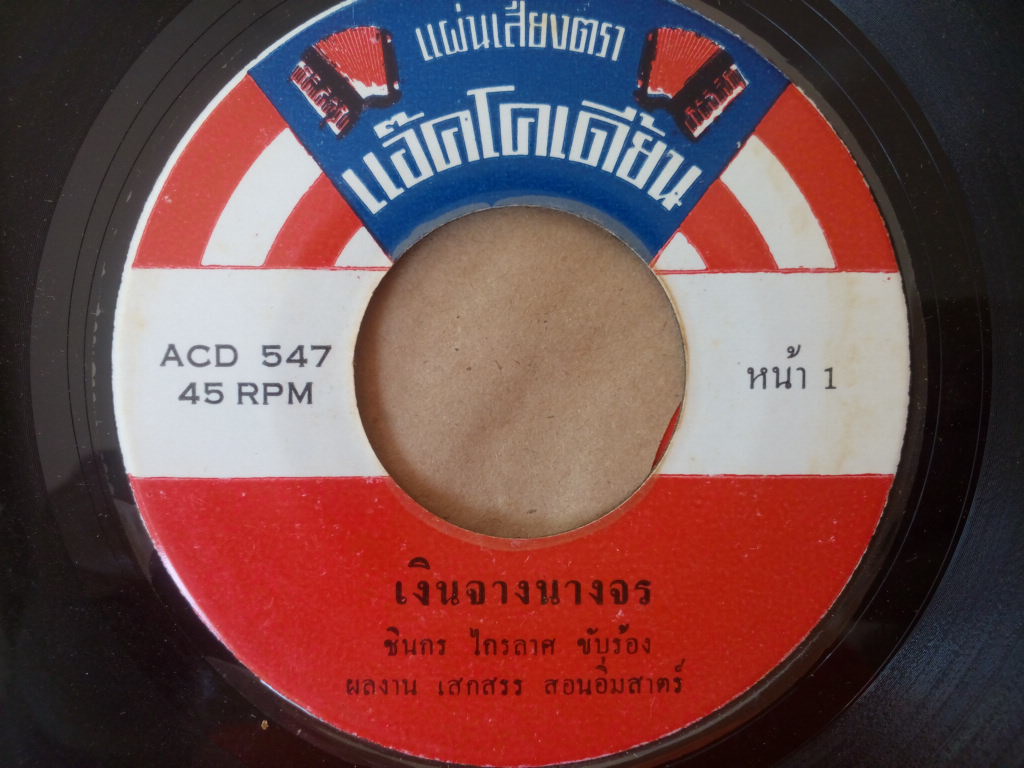 แผ่นเสียงตรา
แอ๊คโคเดียน
ACD 547
45 RPM
หน้า 1
เงินจางนางจร
ชินกร ไกรลาศ ขับร้อง
ผลงาน เสกสรร สอนอิ่มสาตร์